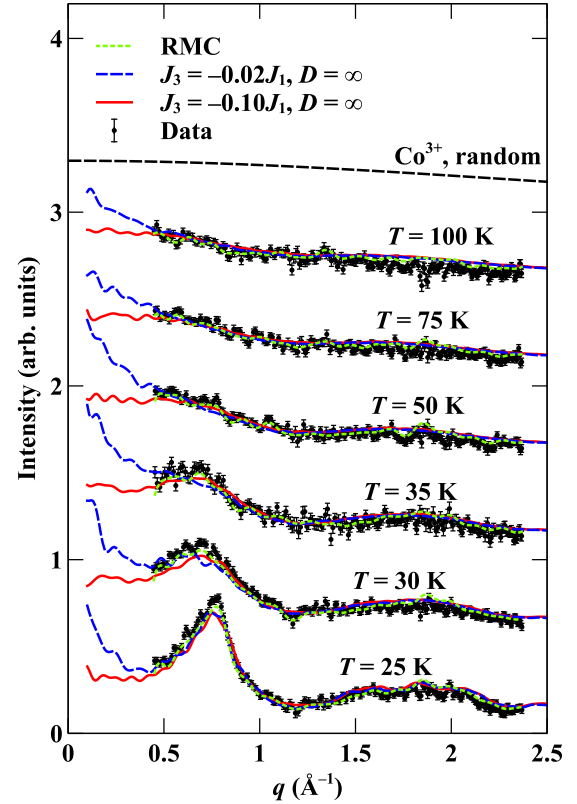 4
3
2
1
0
Intensity (arb. units)
RMC
J₃ = –0.02J₁, D = ∞
J₃ = –0.10J₁, D = ∞
Data
Co³⁺, random
T = 100 K
T = 75 K
T = 50 K
T = 35 K
T = 30 K
T = 25 K
0 0.5 1 1.5 2 2.5
q (Å⁻¹)